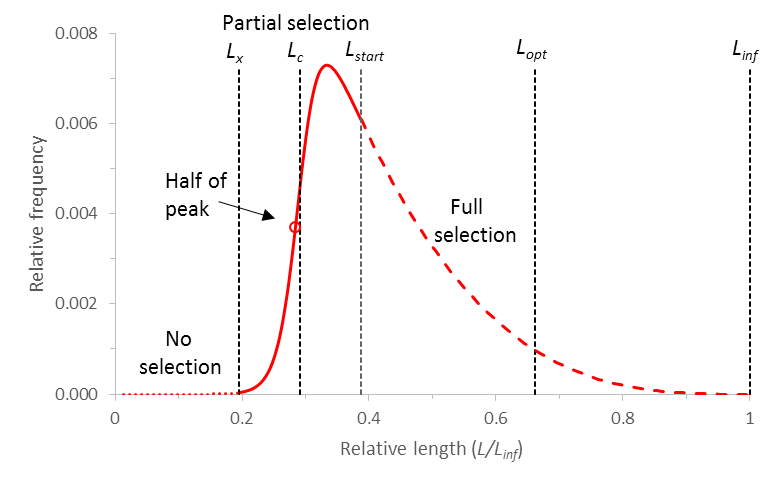 Partial selection
Lx Lc Lstart Lopt Linf
0.008
0.006
0.004
0.002
0.000
Relative frequency
Half of
peak
Full
selection
No
selection
0 0.2 0.4 0.6 0.8 1
Relative length (L/Linf)